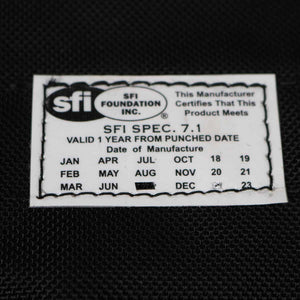 sfi
SFI
FOUNDATION
INC. ®
This Manufacturer
Certifies That This
Product Meets
SFI SPEC. 7.1
VALID 1 YEAR FROM PUNCHED DATE
Date of Manufacture
JAN APR JUL OCT 18 19
FEB MAY AUG NOV 20 21
MAR JUN DEC 23